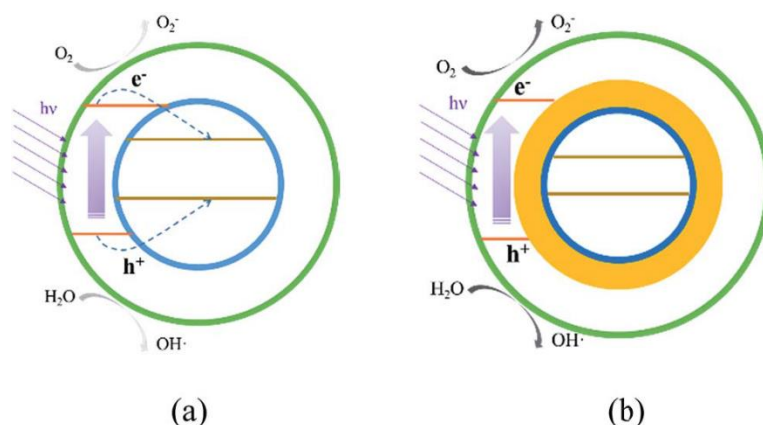 O₂⁻
O₂
e⁻
hν
h⁺
H₂O
OH·
(a)
O₂⁻
O₂
e⁻
hν
h⁺
H₂O
OH·
(b)